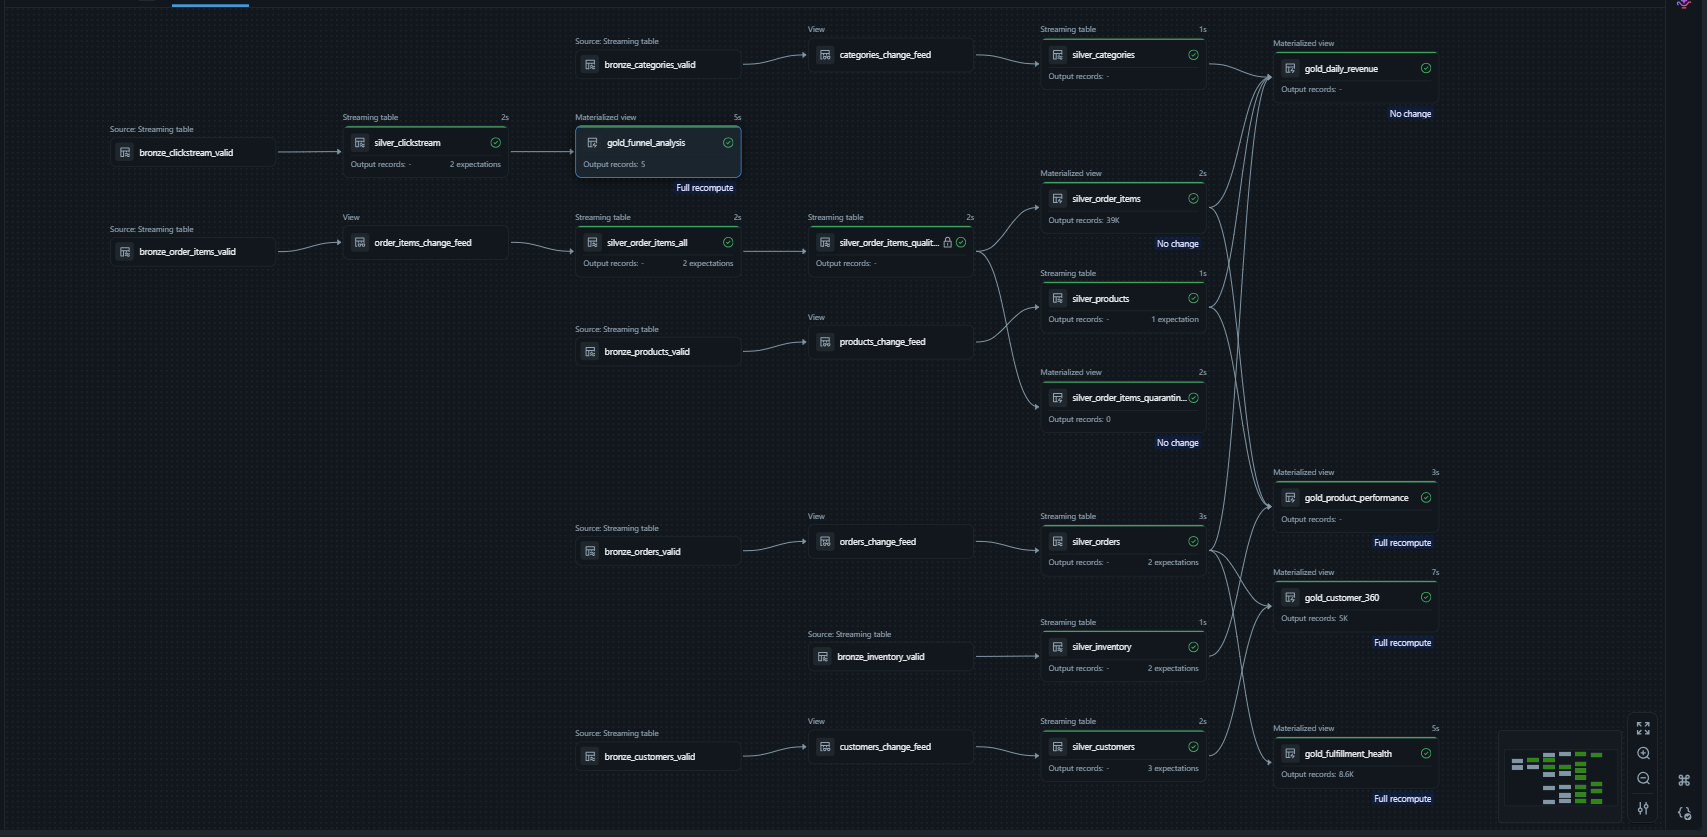 Source: Streaming table
bronze_categories_valid
View
categories_change_feed
Streaming table 1s
silver_categories
Output records: -
Materialized view
gold_daily_revenue
Output records: -
No change
Source: Streaming table
bronze_clickstream_valid
Streaming table 2s
silver_clickstream
Output records: - 2 expectations
Materialized view 5s
gold_funnel_analysis
Output records: 5
Full recompute
Source: Streaming table
bronze_order_items_valid
View
order_items_change_feed
Streaming table 2s
silver_order_items_all
Output records: - 2 expectations
Streaming table 2s
silver_order_items_qualit...
Output records: -
Materialized view 2s
silver_order_items
Output records: 39K
No change
Streaming table 1s
silver_products
Output records: - 1 expectation
Source: Streaming table
bronze_products_valid
View
products_change_feed
Materialized view 2s
silver_order_items_quarantin...
Output records: 0
No change
Materialized view 3s
gold_product_performance
Output records: -
Full recompute
Source: Streaming table
bronze_orders_valid
View
orders_change_feed
Streaming table 3s
silver_orders
Output records: - 2 expectations
Materialized view 7s
gold_customer_360
Output records: 5K
Full recompute
Source: Streaming table
bronze_inventory_valid
Streaming table 1s
silver_inventory
Output records: - 2 expectations
Source: Streaming table
bronze_customers_valid
View
customers_change_feed
Streaming table 2s
silver_customers
Output records: - 3 expectations
Materialized view 5s
gold_fulfillment_health
Output records: 8.6K
Full recompute